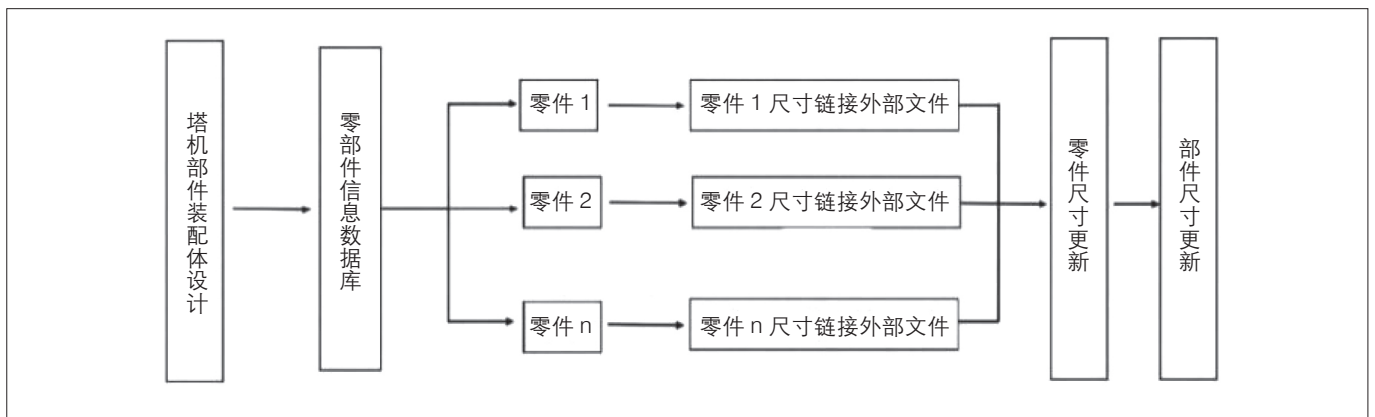 塔机部件装配体设计
零部件信息数据库
零件 1
零件 1 尺寸链接外部文件
零件 2
零件 2 尺寸链接外部文件
零件 n
零件 n 尺寸链接外部文件
零件尺寸更新
部件尺寸更新